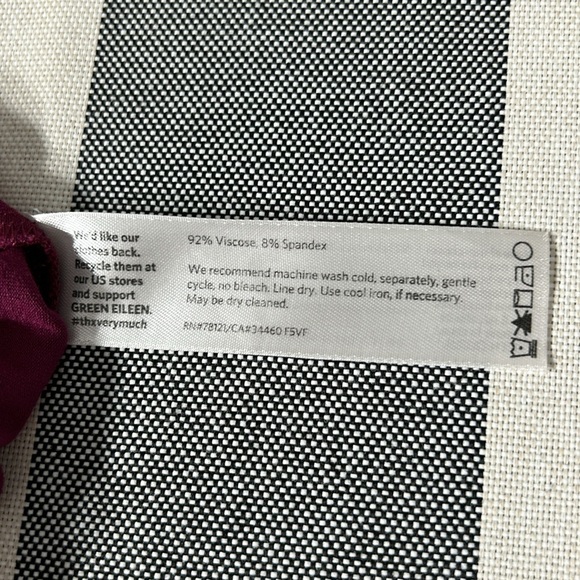 We'd like our
clothes back.
Recycle them at
our US stores
and support
GREEN EILEEN.
#thxverymuch
92% Viscose, 8% Spandex
We recommend machine wash cold, separately, gentle
cycle, no bleach. Line dry. Use cool iron, if necessary.
May be dry cleaned.
RN#78121/CA#34460 F5VF